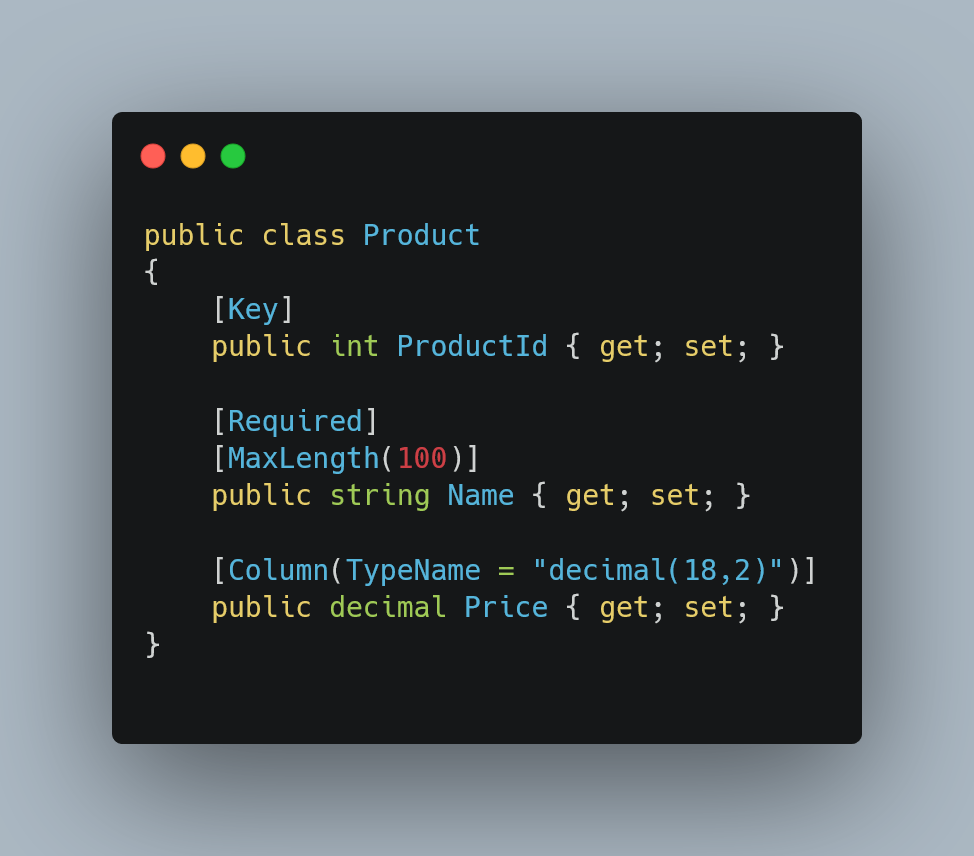 public class Product
{
    [Key]
    public int ProductId { get; set; }

    [Required]
    [MaxLength(100)]
    public string Name { get; set; }

    [Column(TypeName = "decimal(18,2)")]
    public decimal Price { get; set; }
}